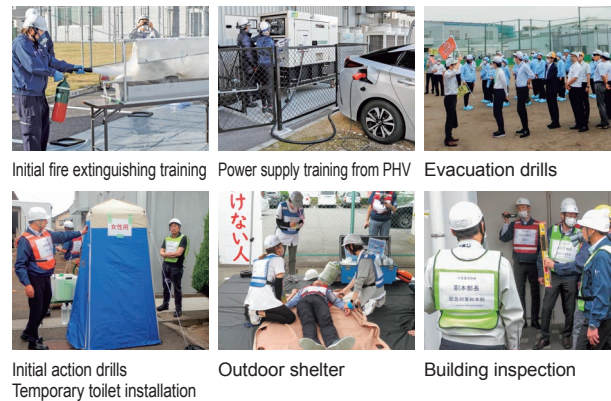 Initial fire extinguishing training
Power supply training from PHV
Evacuation drills
女性用
けない人
副本部長
Initial action drills
Temporary toilet installation
Outdoor shelter
Building inspection